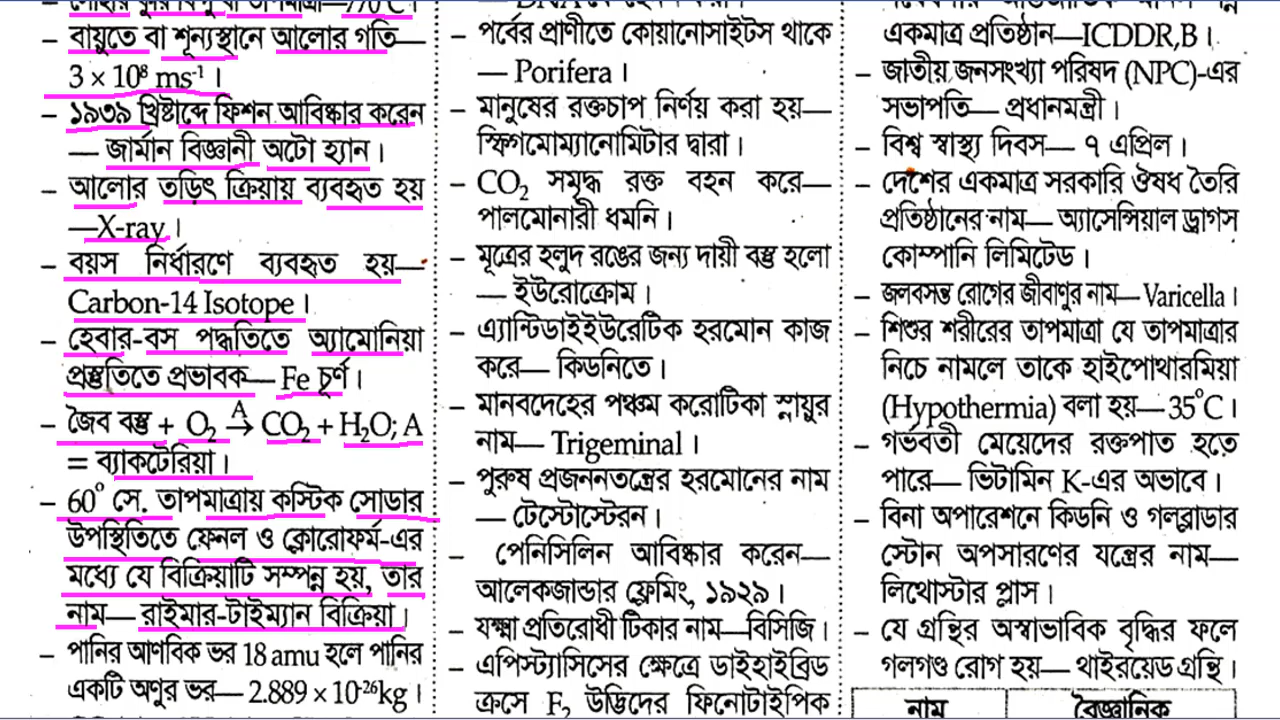 – বায়ুতে বা শূন্যস্থানে আলোর গতি—
3 × 10⁸ ms⁻¹ ।
– ১৯৩৯ খ্রিষ্টাব্দে ফিশন আবিষ্কার করেন
— জার্মান বিজ্ঞানী অটো হ্যান।
– আলোর তড়িৎ ক্রিয়ায় ব্যবহৃত হয়
—X-ray ।
– বয়স নির্ধারণে ব্যবহৃত হয়—
Carbon-14 Isotope ।
– হেবার-বস পদ্ধতিতে অ্যামোনিয়া
প্রস্তুতিতে প্রভাবক— Fe চূর্ণ।
– জৈব বস্তু + O₂ →A CO₂ + H₂O; A
= ব্যাকটেরিয়া।
– 60° সে. তাপমাত্রায় কস্টিক সোডার
উপস্থিতিতে ফেনল ও ক্লোরোফর্ম-এর
মধ্যে যে বিক্রিয়াটি সম্পন্ন হয়, তার
নাম— রাইমার-টাইম্যান বিক্রিয়া।
– পানির আণবিক ভর 18 amu হলে পানির
একটি অণুর ভর— 2.889 × 10⁻²⁶kg ।
– পর্বের প্রাণীতে কোয়ানোসাইটস থাকে
— Porifera ।
– মানুষের রক্তচাপ নির্ণয় করা হয়—
স্ফিগমোম্যানোমিটার দ্বারা।
– CO₂ সমৃদ্ধ রক্ত বহন করে—
পালমোনারী ধমনি।
– মূত্রের হলুদ রঙের জন্য দায়ী বস্তু হলো
— ইউরোক্রোম।
– এ্যান্টিডাইইউরেটিক হরমোন কাজ
করে— কিডনিতে।
– মানবদেহের পঞ্চম করোটিকা স্নায়ুর
নাম— Trigeminal ।
– পুরুষ প্রজননতন্ত্রের হরমোনের নাম
— টেস্টোস্টেরন।
– পেনিসিলিন আবিষ্কার করেন—
আলেকজান্ডার ফ্লেমিং, ১৯২৯।
– যক্ষ্মা প্রতিরোধী টিকার নাম—বিসিজি।
– এপিস্ট্যাসিসের ক্ষেত্রে ডাইহাইব্রিড
ক্রসে F₂ উদ্ভিদের ফিনোটাইপিক
একমাত্র প্রতিষ্ঠান—ICDDR,B ।
– জাতীয় জনসংখ্যা পরিষদ (NPC)-এর
সভাপতি— প্রধানমন্ত্রী।
– বিশ্ব স্বাস্থ্য দিবস— ৭ এপ্রিল।
– দেশের একমাত্র সরকারি ঔষধ তৈরি
প্রতিষ্ঠানের নাম— অ্যাসেন্সিয়াল ড্রাগস
কোম্পানি লিমিটেড।
– জলবসন্ত রোগের জীবাণুর নাম—Varicella ।
– শিশুর শরীরের তাপমাত্রা যে তাপমাত্রার
নিচে নামলে তাকে হাইপোথারমিয়া
(Hypothermia) বলা হয়—35°C ।
– গর্ভবতী মেয়েদের রক্তপাত হতে
পারে— ভিটামিন K-এর অভাবে।
– বিনা অপারেশনে কিডনি ও গলব্লাডার
স্টোন অপসারণের যন্ত্রের নাম—
লিথোস্টার প্লাস।
– যে গ্রন্থির অস্বাভাবিক বৃদ্ধির ফলে
গলগণ্ড রোগ হয়— থাইরয়েড গ্রন্থি।
নাম বৈজ্ঞানিক